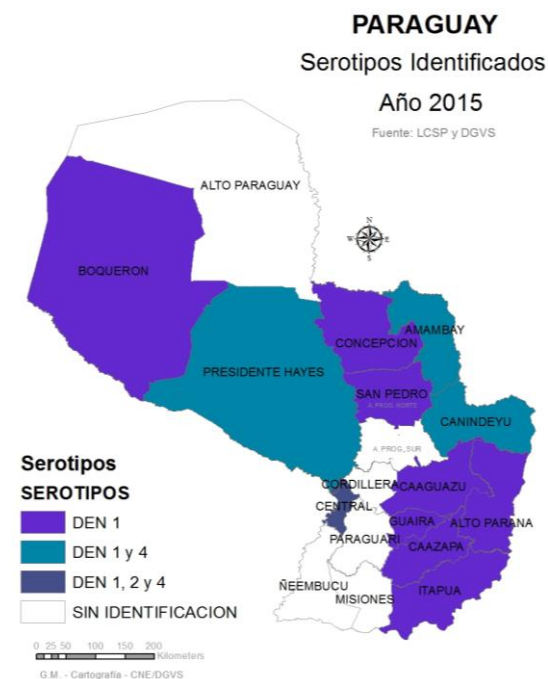 PARAGUAY
Serotipos Identificados
Año 2015
Fuente: LCSP y DGVS
ALTO PARAGUAY
N
W E
S
BOQUERON
AMAMBAY
CONCEPCION
PRESIDENTE HAYES
SAN PEDRO
A. PROG. NORTE
CANINDEYU
A. PROG. SUR
CORDILLERA
CAAGUAZU
CENTRAL
GUAIRA
ALTO PARANA
PARAGUARI
CAAZAPA
ÑEEMBUCU
MISIONES
ITAPUA
Serotipos
SEROTIPOS
DEN 1
DEN 1 y 4
DEN 1, 2 y 4
SIN IDENTIFICACION
0 25 50 100 150 200
Kilometers
G.M. - Cartografía - CNE/DGVS